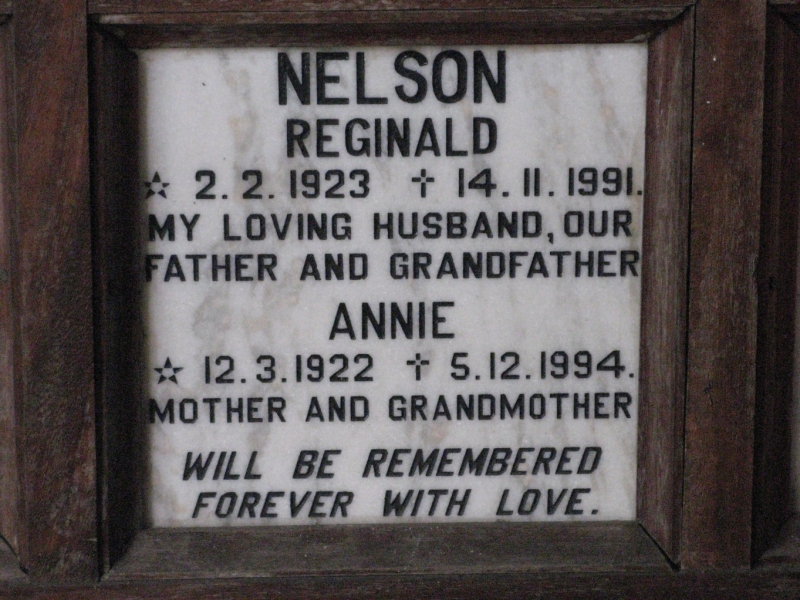 NELSON
REGINALD
☆ 2.2.1923 ✝ 14.11.1991.
MY LOVING HUSBAND, OUR
FATHER AND GRANDFATHER
ANNIE
☆ 12.3.1922 ✝ 5.12.1994.
MOTHER AND GRANDMOTHER
WILL BE REMEMBERED
FOREVER WITH LOVE.